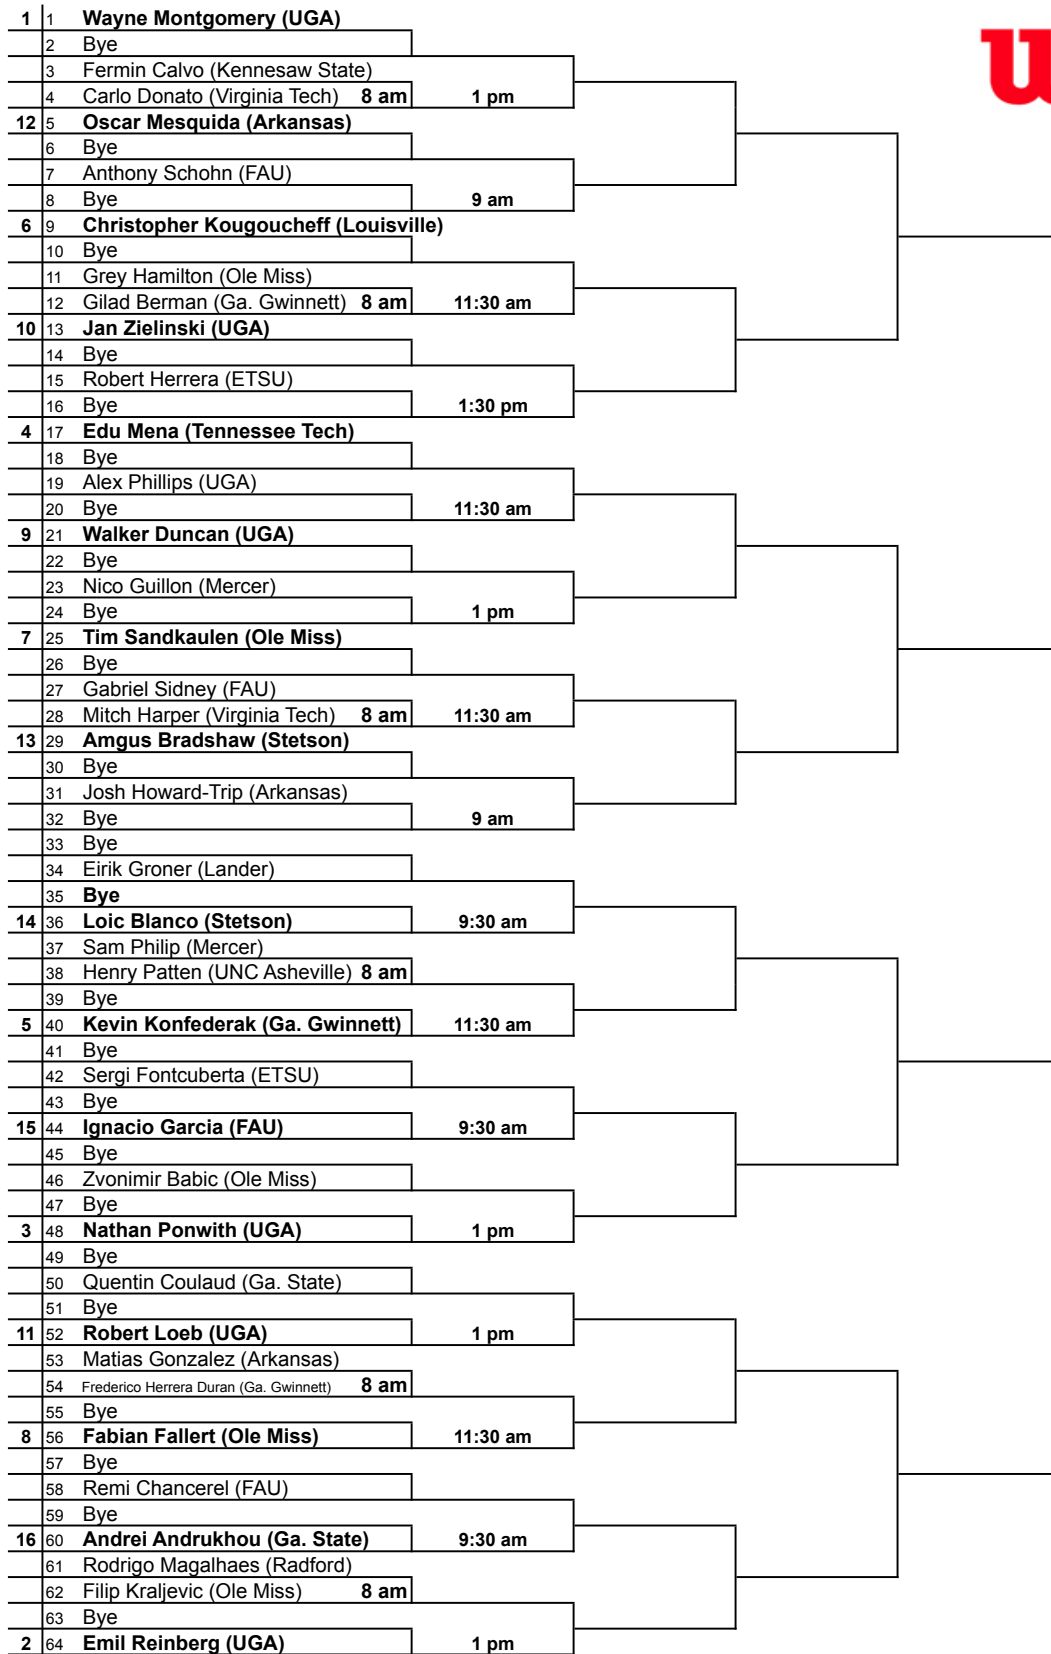 1 1 Wayne Montgomery (UGA)
2 Bye
3 Fermin Calvo (Kennesaw State)
4 Carlo Donato (Virginia Tech) 8 am 1 pm
12 5 Oscar Mesquida (Arkansas)
6 Bye
7 Anthony Schohn (FAU)
8 Bye 9 am
6 9 Christopher Kougoucheff (Louisville)
10 Bye
11 Grey Hamilton (Ole Miss)
12 Gilad Berman (Ga. Gwinnett) 8 am 11:30 am
10 13 Jan Zielinski (UGA)
14 Bye
15 Robert Herrera (ETSU)
16 Bye 1:30 pm
4 17 Edu Mena (Tennessee Tech)
18 Bye
19 Alex Phillips (UGA)
20 Bye 11:30 am
9 21 Walker Duncan (UGA)
22 Bye
23 Nico Guillon (Mercer)
24 Bye 1 pm
7 25 Tim Sandkaulen (Ole Miss)
26 Bye
27 Gabriel Sidney (FAU)
28 Mitch Harper (Virginia Tech) 8 am 11:30 am
13 29 Amgus Bradshaw (Stetson)
30 Bye
31 Josh Howard-Trip (Arkansas)
32 Bye 9 am
33 Bye
34 Eirik Groner (Lander)
35 Bye
14 36 Loic Blanco (Stetson) 9:30 am
37 Sam Philip (Mercer)
38 Henry Patten (UNC Asheville) 8 am
39 Bye
5 40 Kevin Konfederak (Ga. Gwinnett) 11:30 am
41 Bye
42 Sergi Fontcuberta (ETSU)
43 Bye
15 44 Ignacio Garcia (FAU) 9:30 am
45 Bye
46 Zvonimir Babic (Ole Miss)
47 Bye
3 48 Nathan Ponwith (UGA) 1 pm
49 Bye
50 Quentin Coulaud (Ga. State)
51 Bye
11 52 Robert Loeb (UGA) 1 pm
53 Matias Gonzalez (Arkansas)
54 Frederico Herrera Duran (Ga. Gwinnett) 8 am
55 Bye
8 56 Fabian Fallert (Ole Miss) 11:30 am
57 Bye
58 Remi Chancerel (FAU)
59 Bye
16 60 Andrei Andrukhou (Ga. State) 9:30 am
61 Rodrigo Magalhaes (Radford)
62 Filip Kraljevic (Ole Miss) 8 am
63 Bye
2 64 Emil Reinberg (UGA) 1 pm